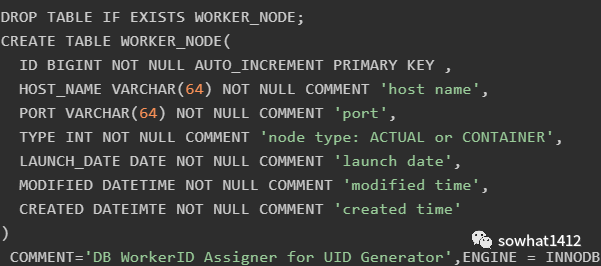 DROP TABLE IF EXISTS WORKER_NODE;
CREATE TABLE WORKER_NODE(
ID BIGINT NOT NULL AUTO_INCREMENT PRIMARY KEY ,
HOST_NAME VARCHAR(64) NOT NULL COMMENT 'host name',
PORT VARCHAR(64) NOT NULL COMMENT 'port',
TYPE INT NOT NULL COMMENT 'node type: ACTUAL or CONTAINER',
LAUNCH_DATE DATE NOT NULL COMMENT 'launch date',
MODIFIED DATETIME NOT NULL COMMENT 'modified time',
CREATED DATEIMTE NOT NULL COMMENT 'created time'
)
COMMENT='DB WorkerID Assigner for UID Generator',ENGINE = INNODB
sowhat1412